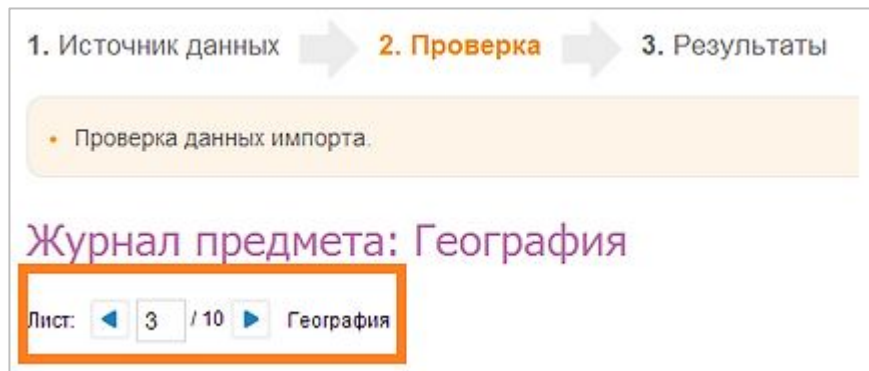 1. Источник данных 2. Проверка 3. Результаты
• Проверка данных импорта.
Журнал предмета: География
Лист: 3 / 10 География